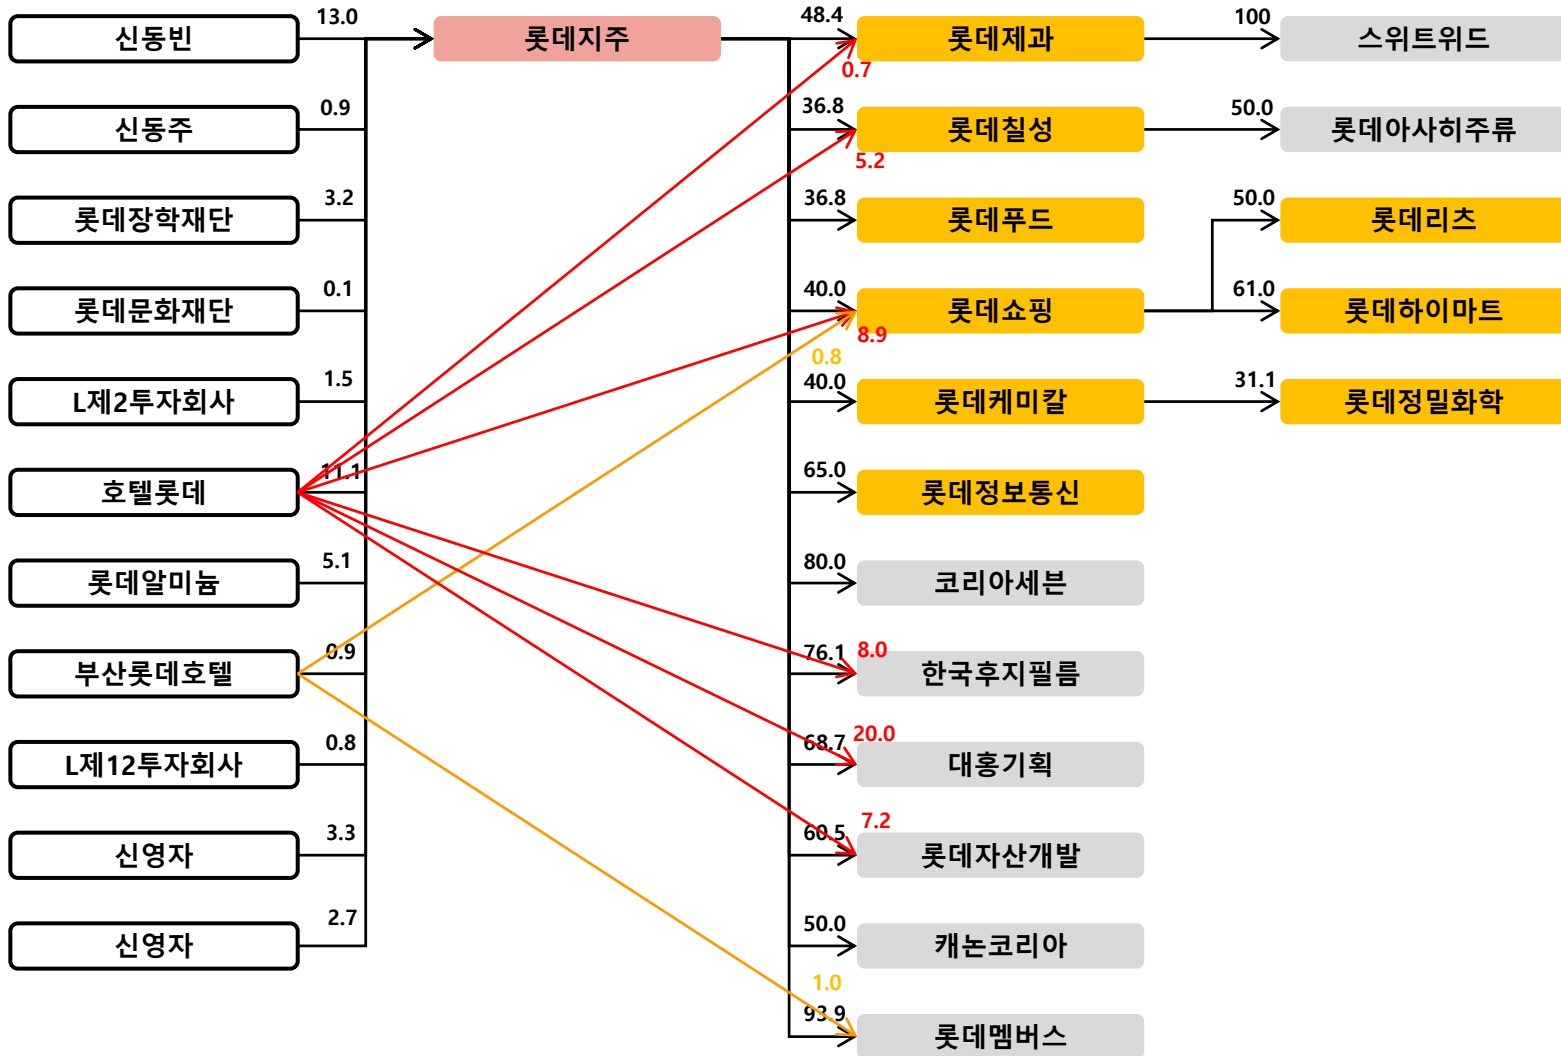 13.0
48.4
100
신동빈
롯데지주
롯데제과
스위트위드
0.7
0.9
36.8
50.0
신동주
롯데칠성
롯데아사히주류
5.2
3.2
36.8
50.0
롯데장학재단
롯데푸드
롯데리츠
0.1
40.0
61.0
롯데문화재단
롯데쇼핑
롯데하이마트
8.9
0.8
1.5
40.0
31.1
L제2투자회사
롯데케미칼
롯데정밀화학
11.1
65.0
호텔롯데
롯데정보통신
5.1
80.0
롯데알미늄
코리아세븐
0.9
76.1
8.0
부산롯데호텔
한국후지필름
0.8
68.7
20.0
L제12투자회사
대홍기획
3.3
60.5
7.2
신영자
롯데자산개발
2.7
50.0
신영자
캐논코리아
1.0
93.9
롯데멤버스